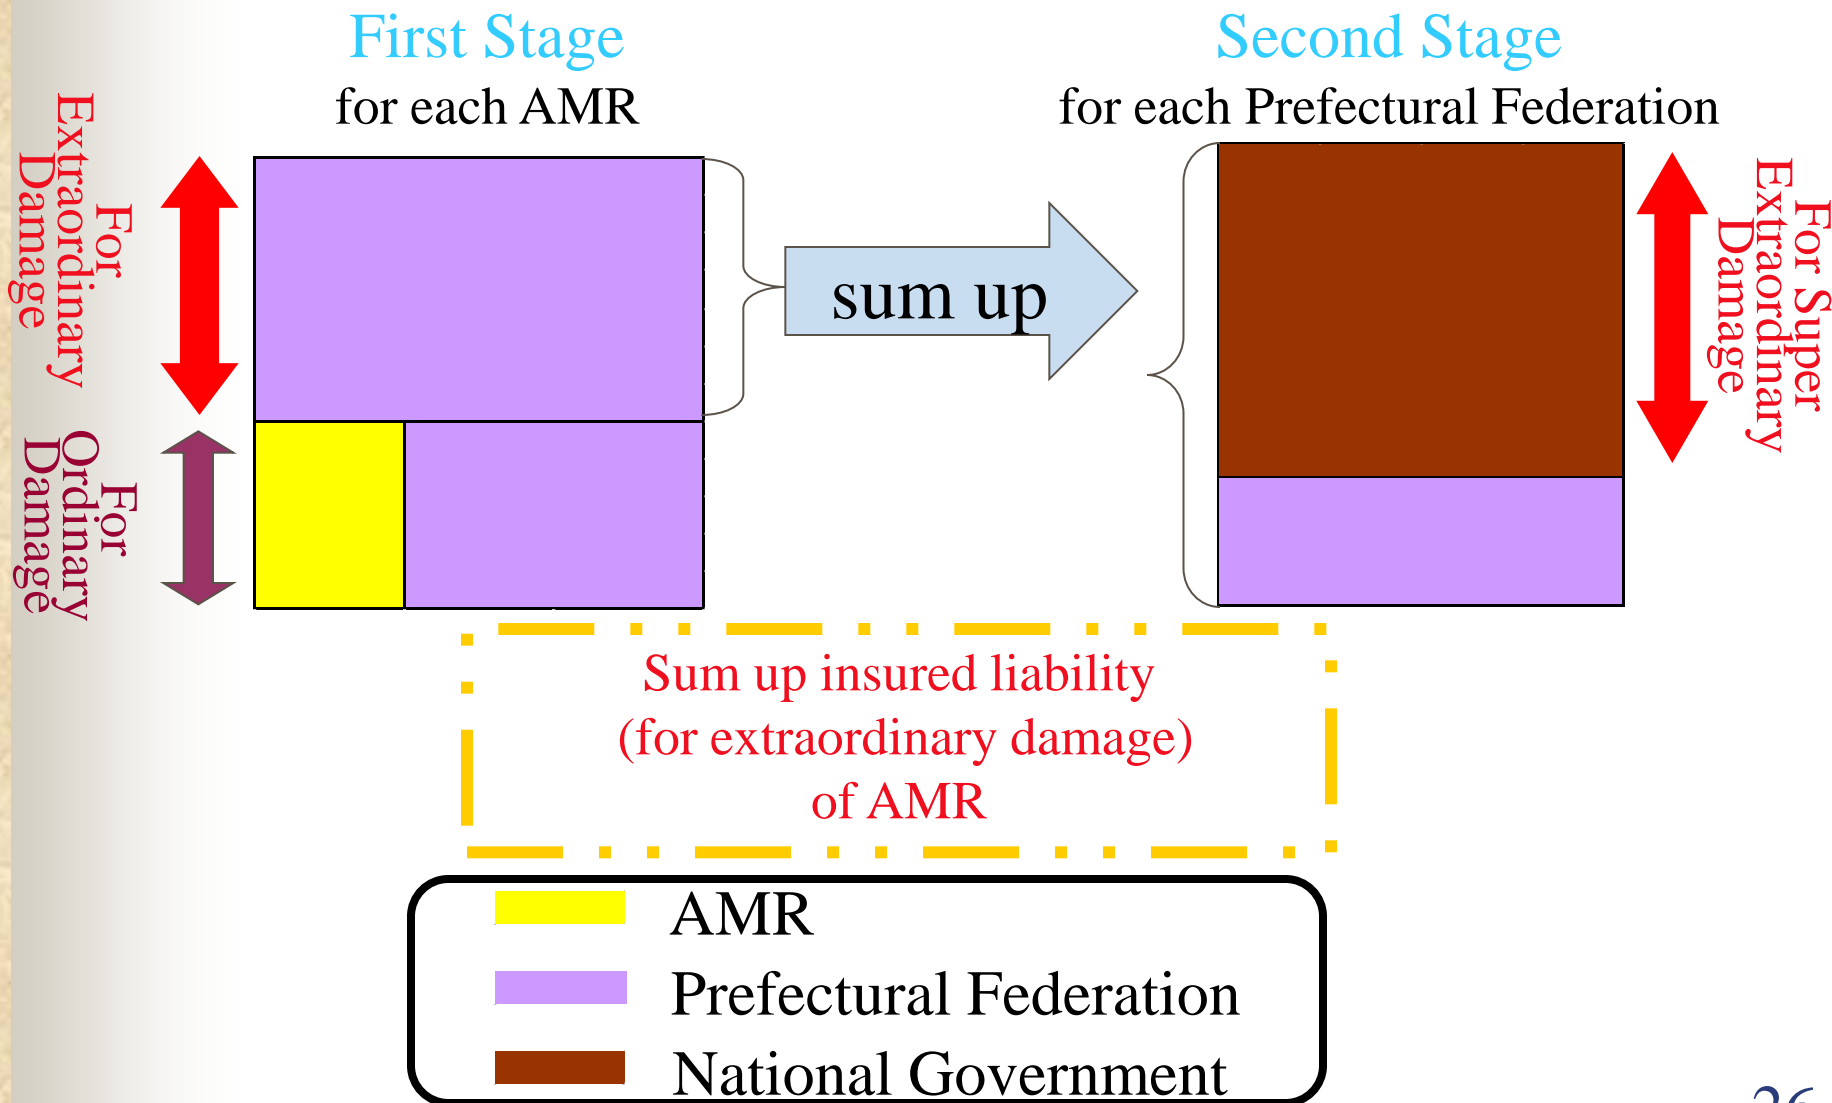 First Stage
for each AMR
Second Stage
for each Prefectural Federation
For
Extraordinary
Damage
For
Ordinary
Damage
sum up
For Super
Extraordinary
Damage
Sum up insured liability
(for extraordinary damage)
of AMR
AMR
Prefectural Federation
National Government